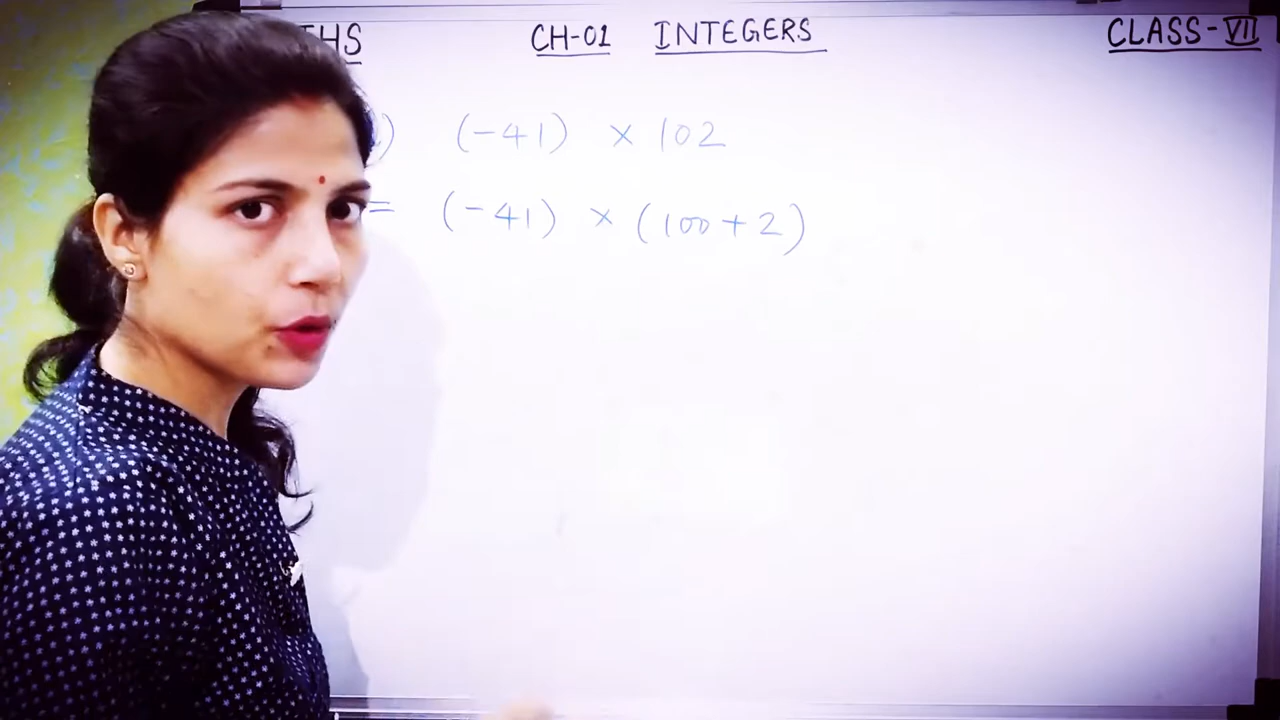 THS CH-01 INTEGERS CLASS-VII
) (-41) × 102
= (-41) × (100+2)